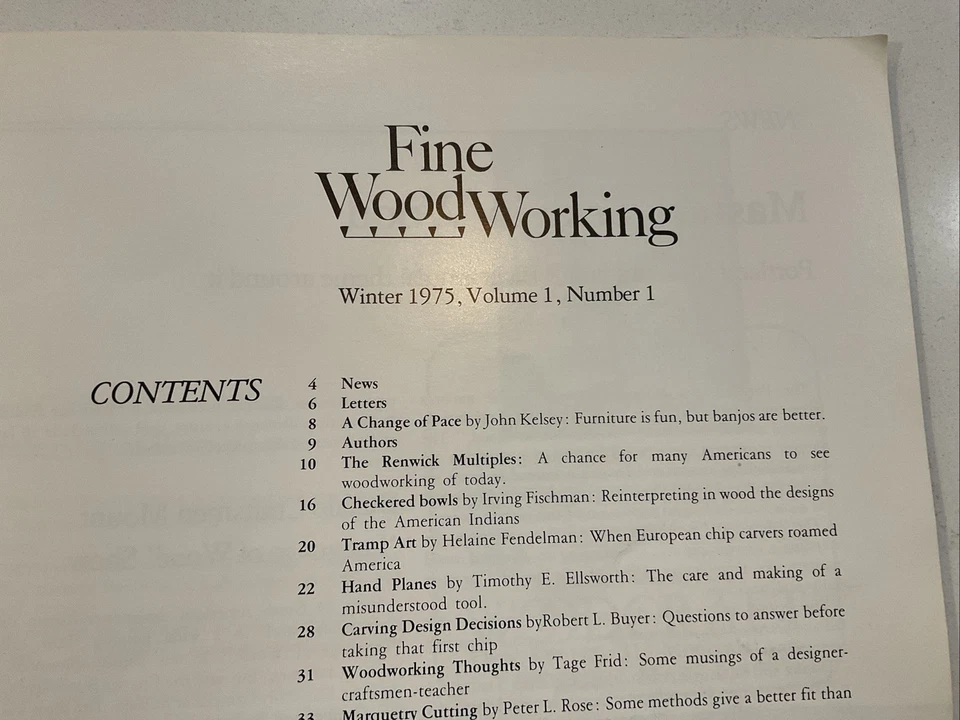 Fine
WoodWorking
Winter 1975, Volume 1, Number 1
CONTENTS
4 News
6 Letters
8 A Change of Pace by John Kelsey: Furniture is fun, but banjos are better.
9 Authors
10 The Renwick Multiples: A chance for many Americans to see
woodworking of today.
16 Checkered bowls by Irving Fischman: Reinterpreting in wood the designs
of the American Indians
20 Tramp Art by Helaine Fendelman: When European chip carvers roamed
America
22 Hand Planes by Timothy E. Ellsworth: The care and making of a
misunderstood tool.
28 Carving Design Decisions byRobert L. Buyer: Questions to answer before
taking that first chip
31 Woodworking Thoughts by Tage Frid: Some musings of a designer-
craftsmen-teacher
33 Marquetry Cutting by Peter L. Rose: Some methods give a better fit than